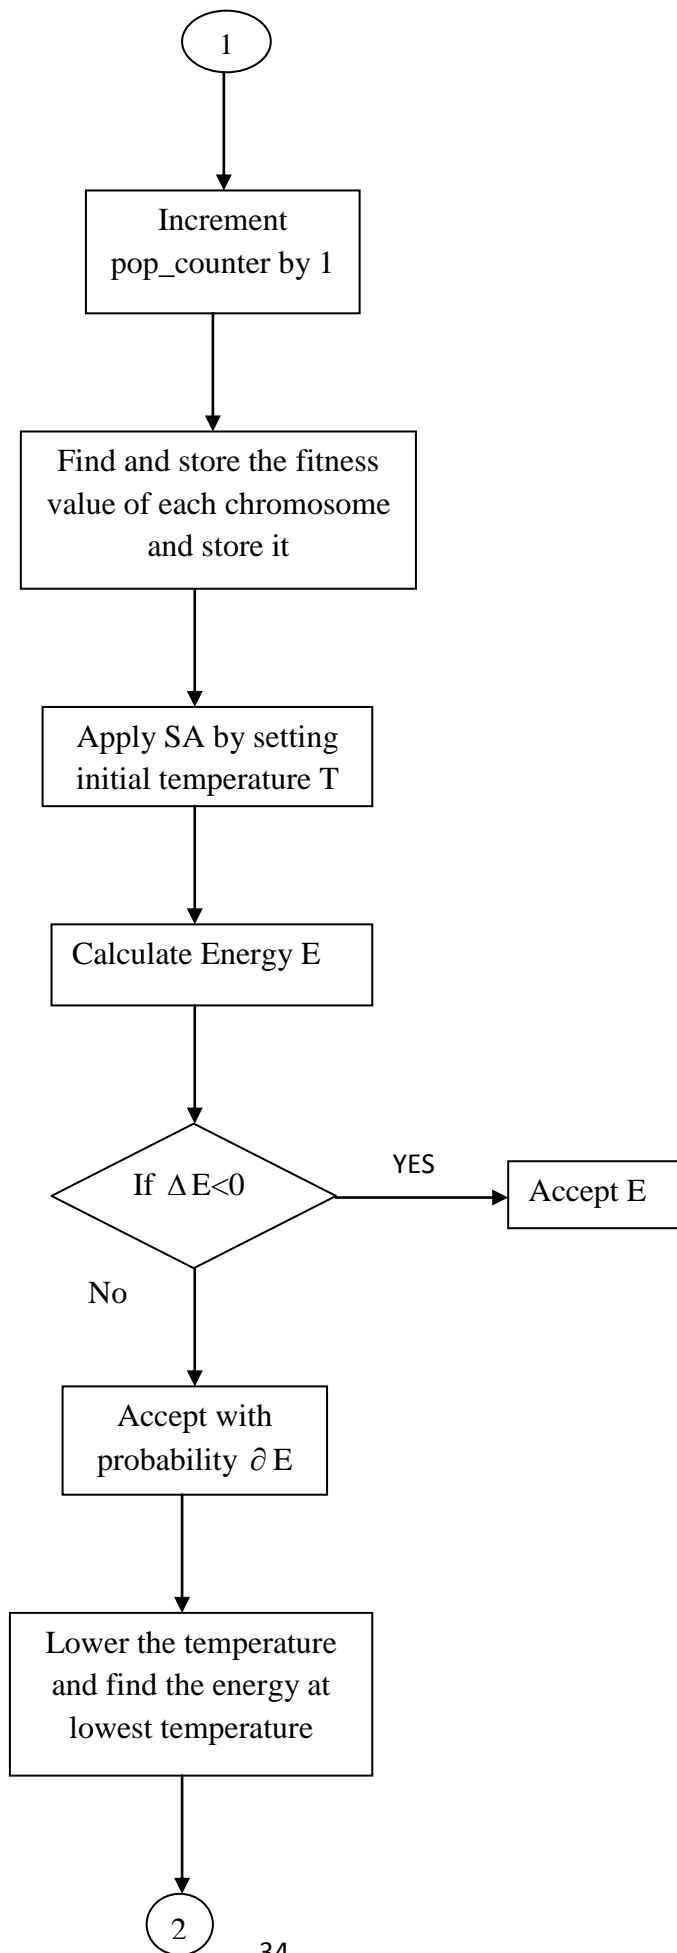 1
Increment
pop_counter by 1
Find and store the fitness
value of each chromosome
and store it
Apply SA by setting
initial temperature T
Calculate Energy E
If Δ E<0
YES
Accept E
No
Accept with
probability ∂ E
Lower the temperature
and find the energy at
lowest temperature
2
34